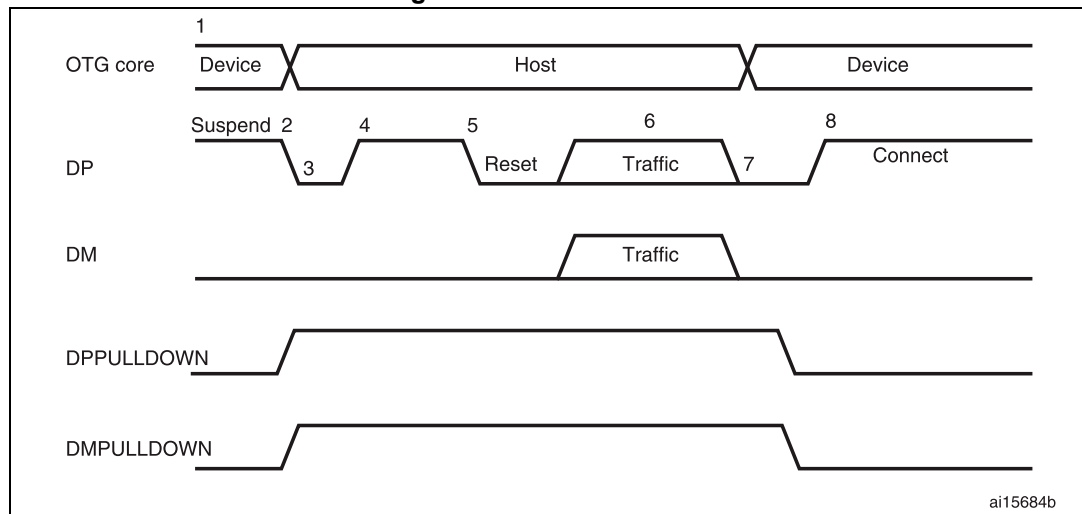 1
OTG core Device Host Device
Suspend 2 4 5 6 8
DP 3 Reset Traffic 7 Connect
DM Traffic
DPPULLDOWN
DMPULLDOWN
ai15684b